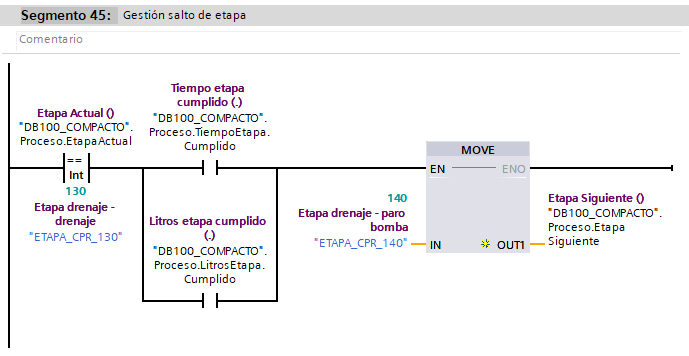 Segmento 45: Gestión salto de etapa
Comentario
Tiempo etapa
cumplido (.)
"DB100_COMPACTO".
Proceso.TiempoEtapa.
Cumplido
Etapa Actual ()
"DB100_COMPACTO".
Proceso.EtapaActual
==
Int
130
Etapa drenaje -
drenaje
"ETAPA_CPR_130"
Litros etapa cumplido
(.)
"DB100_COMPACTO".
Proceso.LitrosEtapa.
Cumplido
MOVE
EN
ENO
140
Etapa drenaje - paro
bomba
"ETAPA_CPR_140"
IN
OUT1
Etapa Siguiente ()
"DB100_COMPACTO".
Proceso.Etapa
Siguiente